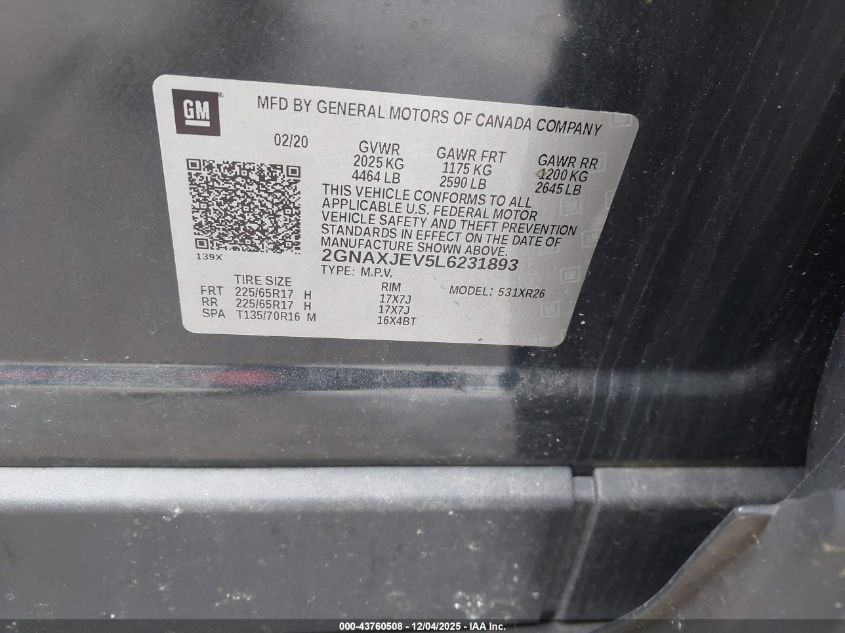 GM
MFD BY GENERAL MOTORS OF CANADA COMPANY
02/20 GVWR GAWR FRT GAWR RR
2025 KG 1175 KG 1200 KG
4464 LB 2590 LB 2645 LB
THIS VEHICLE CONFORMS TO ALL
APPLICABLE U.S. FEDERAL MOTOR
VEHICLE SAFETY AND THEFT PREVENTION
STANDARDS IN EFFECT ON THE DATE OF
MANUFACTURE SHOWN ABOVE.
139X
2GNAXJEV5L6231893
TYPE: M.P.V.
TIRE SIZE RIM MODEL: 531XR26
FRT 225/65R17 H 17X7J
RR 225/65R17 H 17X7J
SPA T135/70R16 M 16X4BT
000-43760508 - 12/04/2025 - IAA Inc.